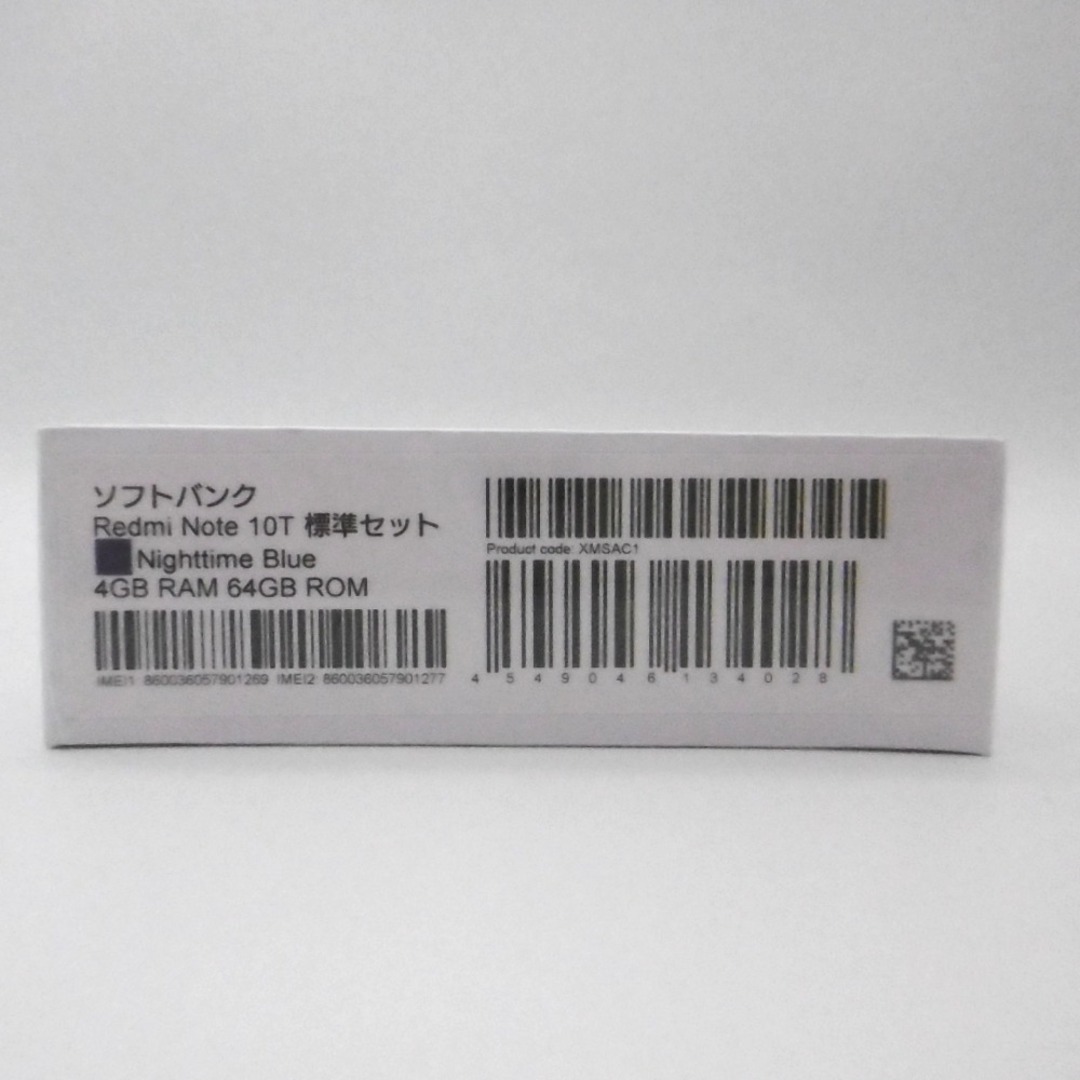 ソフトバンク
Redmi Note 10T 標準セット
Nighttime Blue
4GB RAM 64GB ROM
IMEI1 860036057901269 IMEI2 860036057901277
Product code: XMSAC1
4 549046 134028